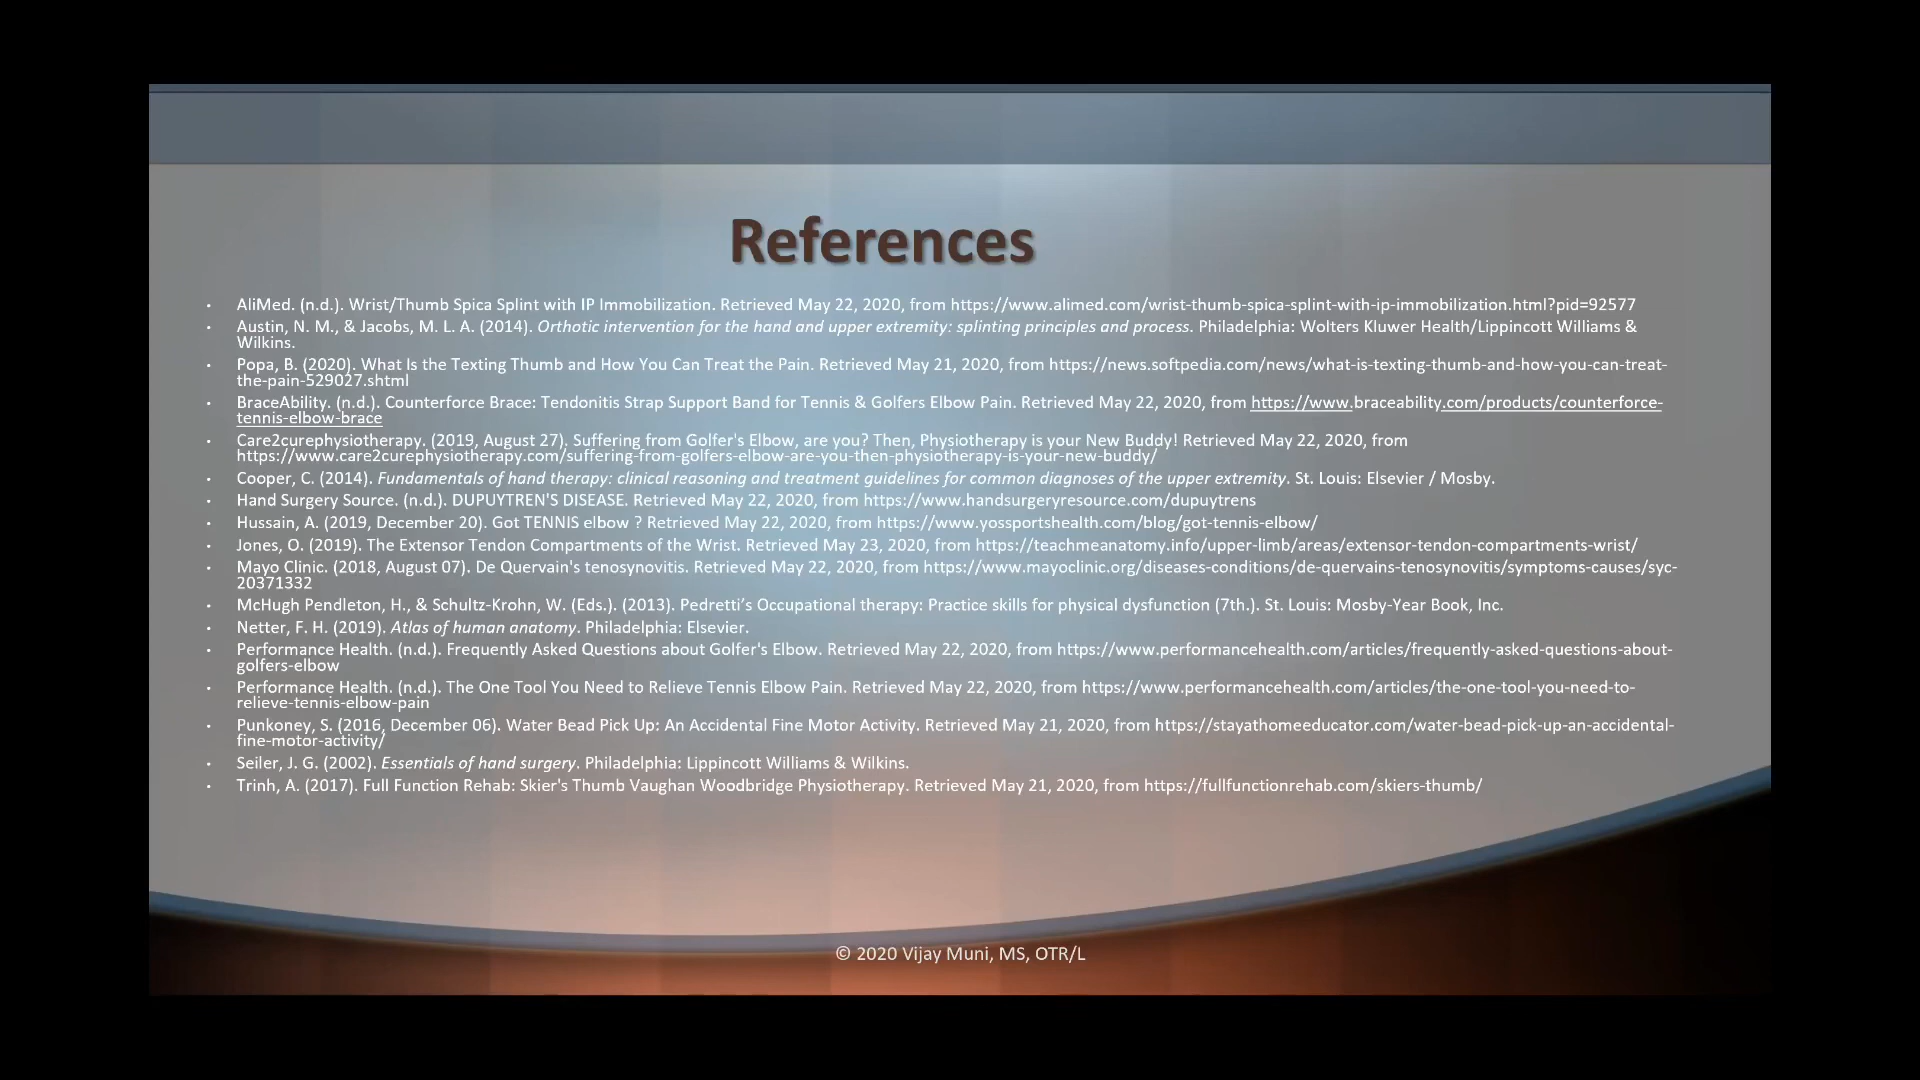 References
• AliMed. (n.d.). Wrist/Thumb Spica Splint with IP Immobilization. Retrieved May 22, 2020, from https://www.alimed.com/wrist-thumb-spica-splint-with-ip-immobilization.html?pid=92577
• Austin, N. M., & Jacobs, M. L. A. (2014). Orthotic intervention for the hand and upper extremity: splinting principles and process. Philadelphia: Wolters Kluwer Health/Lippincott Williams &
Wilkins.
• Popa, B. (2020). What Is the Texting Thumb and How You Can Treat the Pain. Retrieved May 21, 2020, from https://news.softpedia.com/news/what-is-texting-thumb-and-how-you-can-treat-
the-pain-529027.shtml
• BraceAbility. (n.d.). Counterforce Brace: Tendonitis Strap Support Band for Tennis & Golfers Elbow Pain. Retrieved May 22, 2020, from https://www.braceability.com/products/counterforce-
tennis-elbow-brace
• Care2curephysiotherapy. (2019, August 27). Suffering from Golfer's Elbow, are you? Then, Physiotherapy is your New Buddy! Retrieved May 22, 2020, from
https://www.care2curephysiotherapy.com/suffering-from-golfers-elbow-are-you-then-physiotherapy-is-your-new-buddy/
• Cooper, C. (2014). Fundamentals of hand therapy: clinical reasoning and treatment guidelines for common diagnoses of the upper extremity. St. Louis: Elsevier / Mosby.
• Hand Surgery Source. (n.d.). DUPUYTREN'S DISEASE. Retrieved May 22, 2020, from https://www.handsurgeryresource.com/dupuytrens
• Hussain, A. (2019, December 20). Got TENNIS elbow ? Retrieved May 22, 2020, from https://www.yossportshealth.com/blog/got-tennis-elbow/
• Jones, O. (2019). The Extensor Tendon Compartments of the Wrist. Retrieved May 23, 2020, from https://teachmeanatomy.info/upper-limb/areas/extensor-tendon-compartments-wrist/
• Mayo Clinic. (2018, August 07). De Quervain's tenosynovitis. Retrieved May 22, 2020, from https://www.mayoclinic.org/diseases-conditions/de-quervains-tenosynovitis/symptoms-causes/syc-
20371332
• McHugh Pendleton, H., & Schultz-Krohn, W. (Eds.). (2013). Pedretti’s Occupational therapy: Practice skills for physical dysfunction (7th.). St. Louis: Mosby-Year Book, Inc.
• Netter, F. H. (2019). Atlas of human anatomy. Philadelphia: Elsevier.
• Performance Health. (n.d.). Frequently Asked Questions about Golfer's Elbow. Retrieved May 22, 2020, from https://www.performancehealth.com/articles/frequently-asked-questions-about-
golfers-elbow
• Performance Health. (n.d.). The One Tool You Need to Relieve Tennis Elbow Pain. Retrieved May 22, 2020, from https://www.performancehealth.com/articles/the-one-tool-you-need-to-
relieve-tennis-elbow-pain
• Punkoney, S. (2016, December 06). Water Bead Pick Up: An Accidental Fine Motor Activity. Retrieved May 21, 2020, from https://stayathomeeducator.com/water-bead-pick-up-an-accidental-
fine-motor-activity/
• Seiler, J. G. (2002). Essentials of hand surgery. Philadelphia: Lippincott Williams & Wilkins.
• Trinh, A. (2017). Full Function Rehab: Skier's Thumb Vaughan Woodbridge Physiotherapy. Retrieved May 21, 2020, from https://fullfunctionrehab.com/skiers-thumb/
© 2020 Vijay Muni, MS, OTR/L